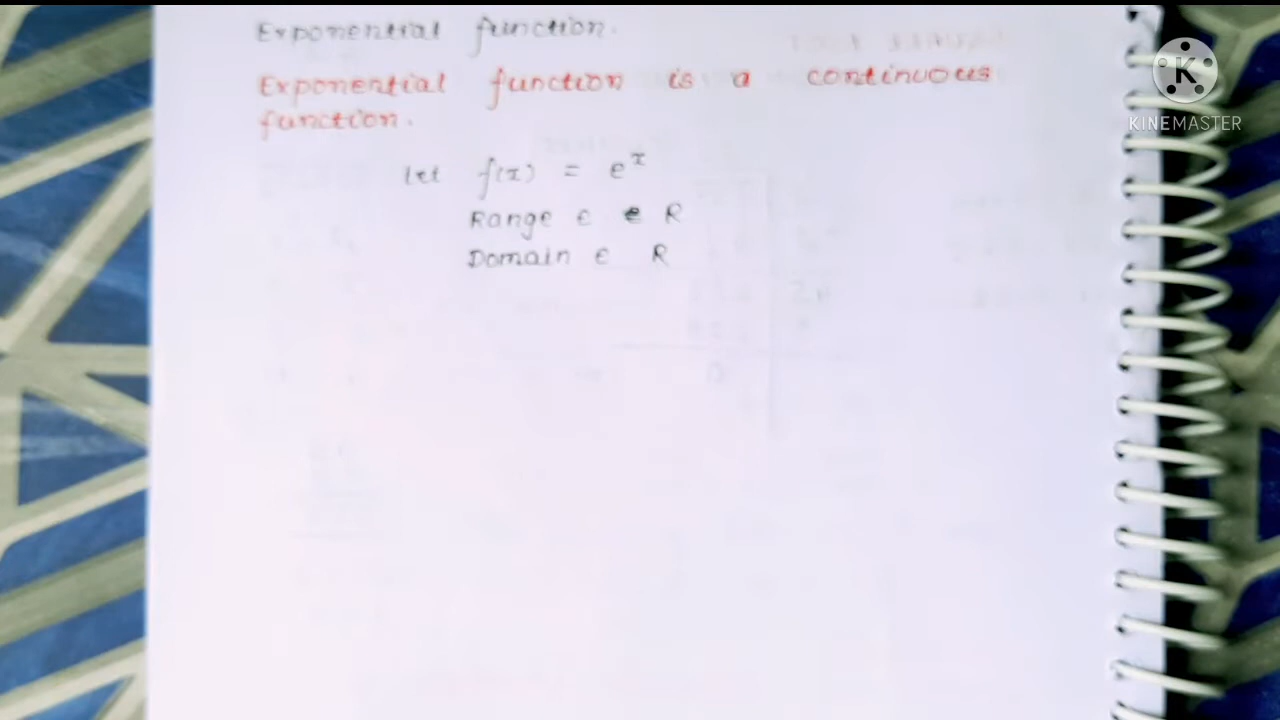 Exponential function.
Exponential function is a continuous
function.
let f(x) = e^x
Range ∈ e R
Domain ∈ R
K
KINEMASTER